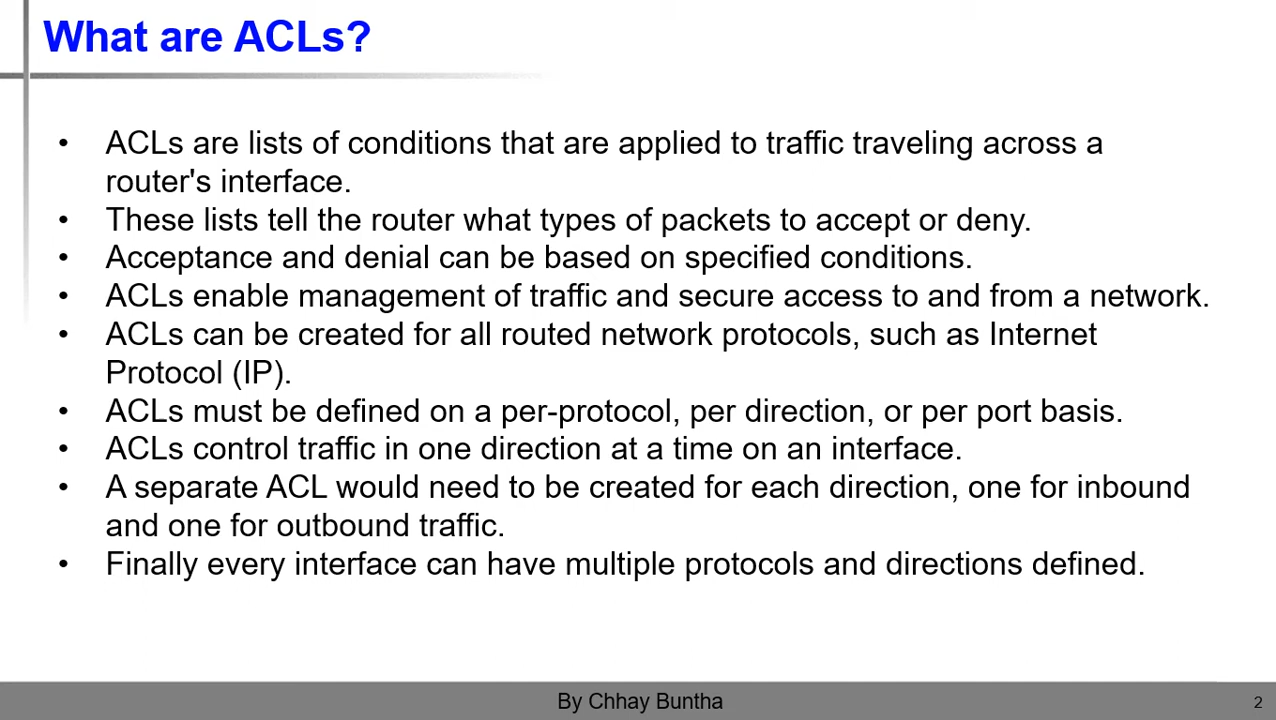 What are ACLs?
• ACLs are lists of conditions that are applied to traffic traveling across a
router's interface.
• These lists tell the router what types of packets to accept or deny.
• Acceptance and denial can be based on specified conditions.
• ACLs enable management of traffic and secure access to and from a network.
• ACLs can be created for all routed network protocols, such as Internet
Protocol (IP).
• ACLs must be defined on a per-protocol, per direction, or per port basis.
• ACLs control traffic in one direction at a time on an interface.
• A separate ACL would need to be created for each direction, one for inbound
and one for outbound traffic.
• Finally every interface can have multiple protocols and directions defined.
By Chhay Buntha
2